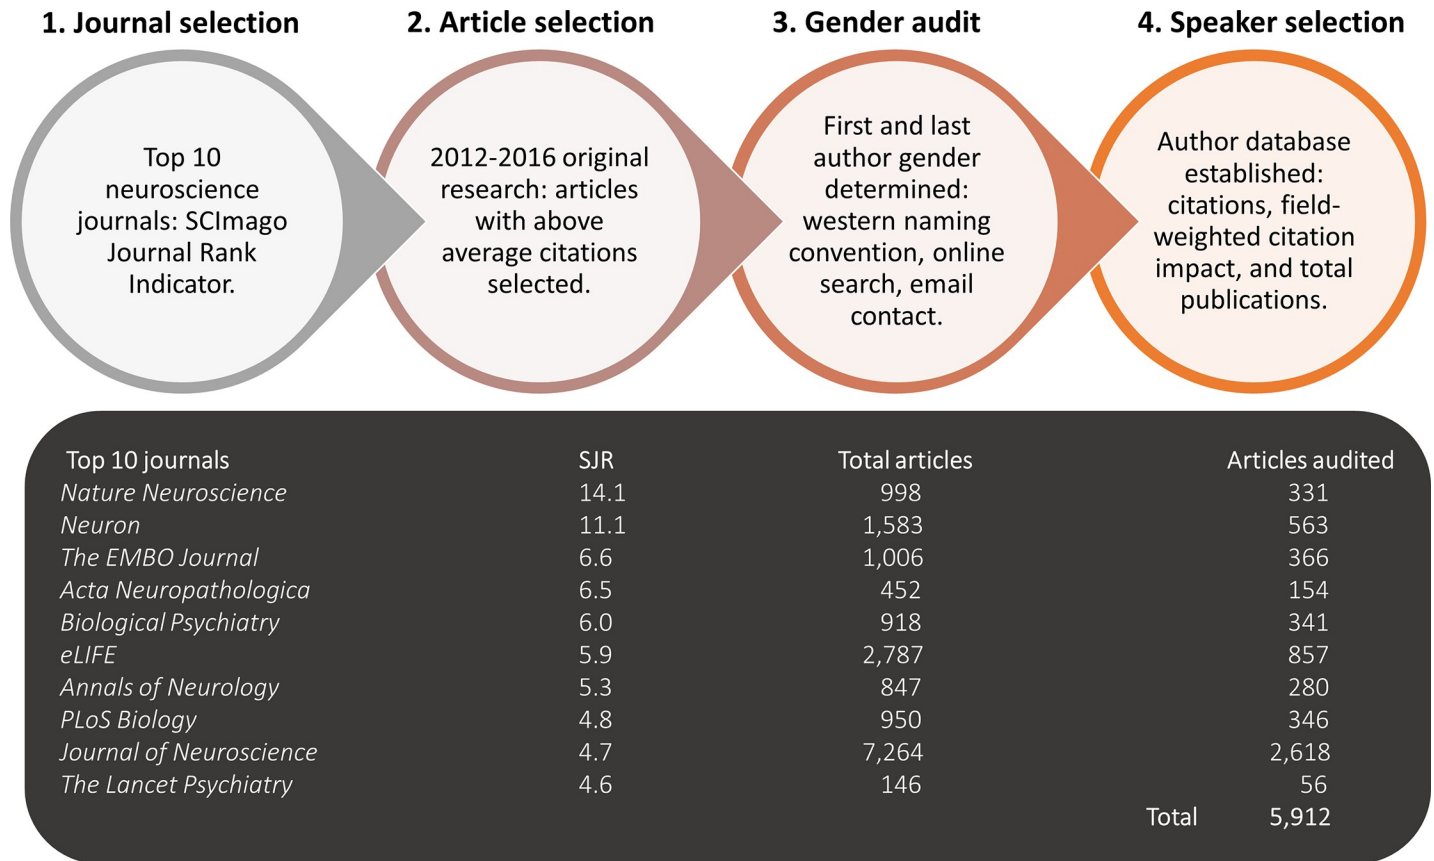 1. Journal selection
2. Article selection
3. Gender audit
4. Speaker selection
Top 10
neuroscience
journals: SCImago
Journal Rank
Indicator.
2012-2016 original
research: articles
with above
average citations
selected.
First and last
author gender
determined:
western naming
convention, online
search, email
contact.
Author database
established:
citations, field-
weighted citation
impact, and total
publications.
Top 10 journals SJR Total articles Articles audited
Nature Neuroscience 14.1 998 331
Neuron 11.1 1,583 563
The EMBO Journal 6.6 1,006 366
Acta Neuropathologica 6.5 452 154
Biological Psychiatry 6.0 918 341
eLIFE 5.9 2,787 857
Annals of Neurology 5.3 847 280
PLoS Biology 4.8 950 346
Journal of Neuroscience 4.7 7,264 2,618
The Lancet Psychiatry 4.6 146 56
Total 5,912